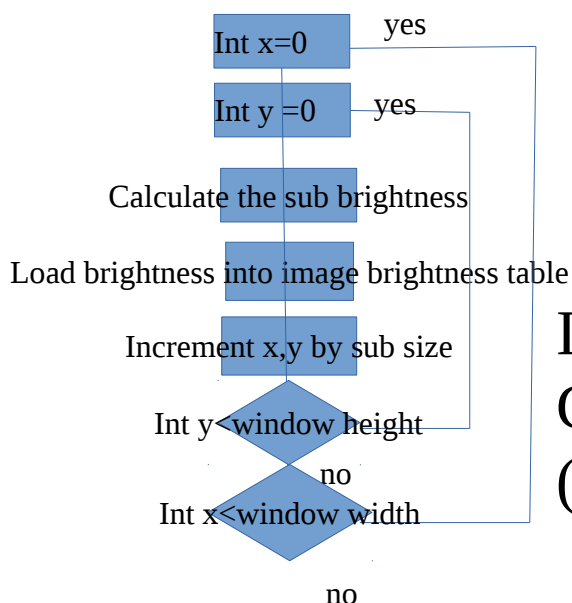 yes
Int x=0
Int y =0
yes
Calculate the sub brightness
Load brightness into image brightness table
Increment x,y by sub size
Int y<window height
no
Int x<window width
no
(